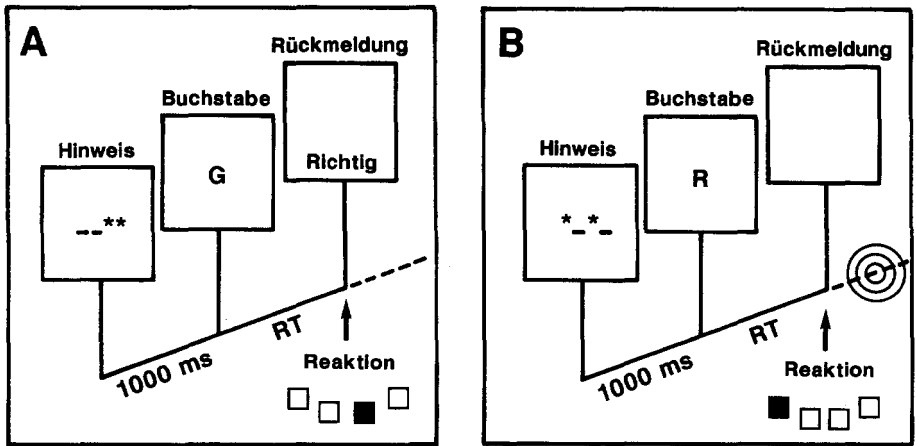 A
Rückmeldung
Buchstabe
Hinweis
Richtig
G
--**
RT
1000 ms
Reaktion
B
Rückmeldung
Buchstabe
Hinweis
R
*-*-
RT
1000 ms
Reaktion